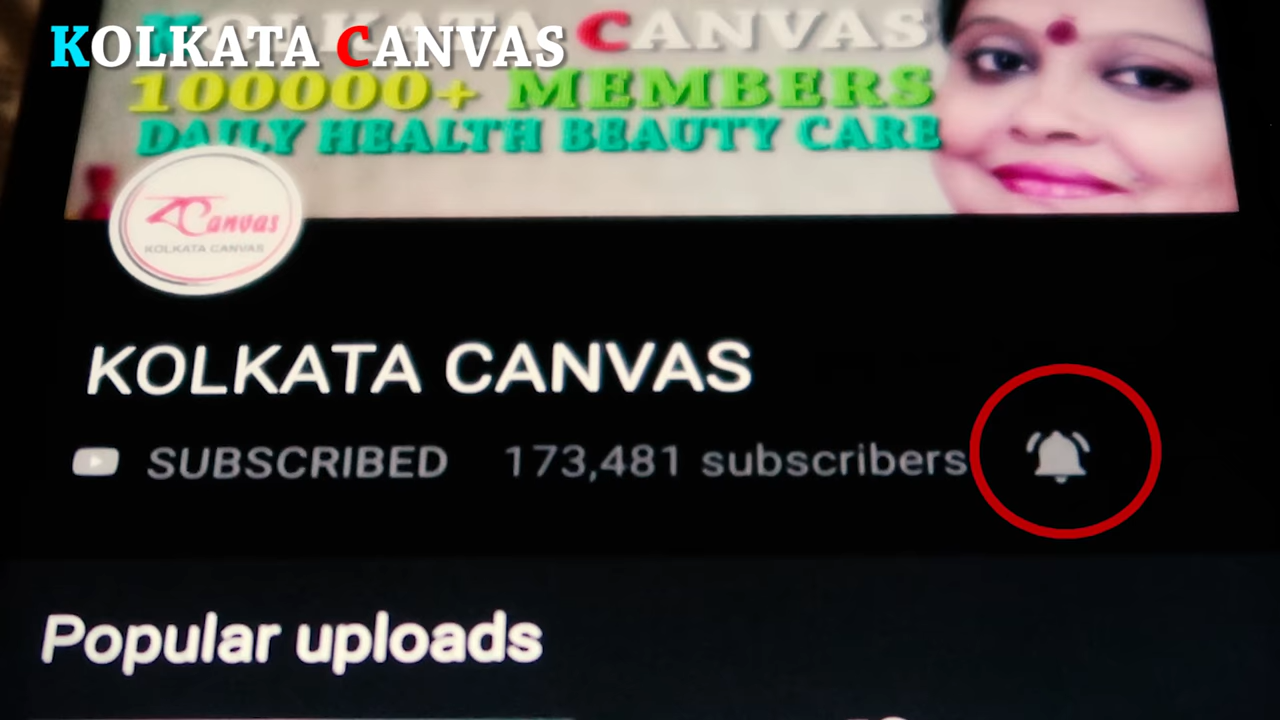 KOLKATA CANVAS
KOLKATA CANVAS
100000+ MEMBERS
DAILY HEALTH BEAUTY CARE
Canvas
KOLKATA CANVAS
KOLKATA CANVAS
SUBSCRIBED 173,481 subscribers
Popular uploads